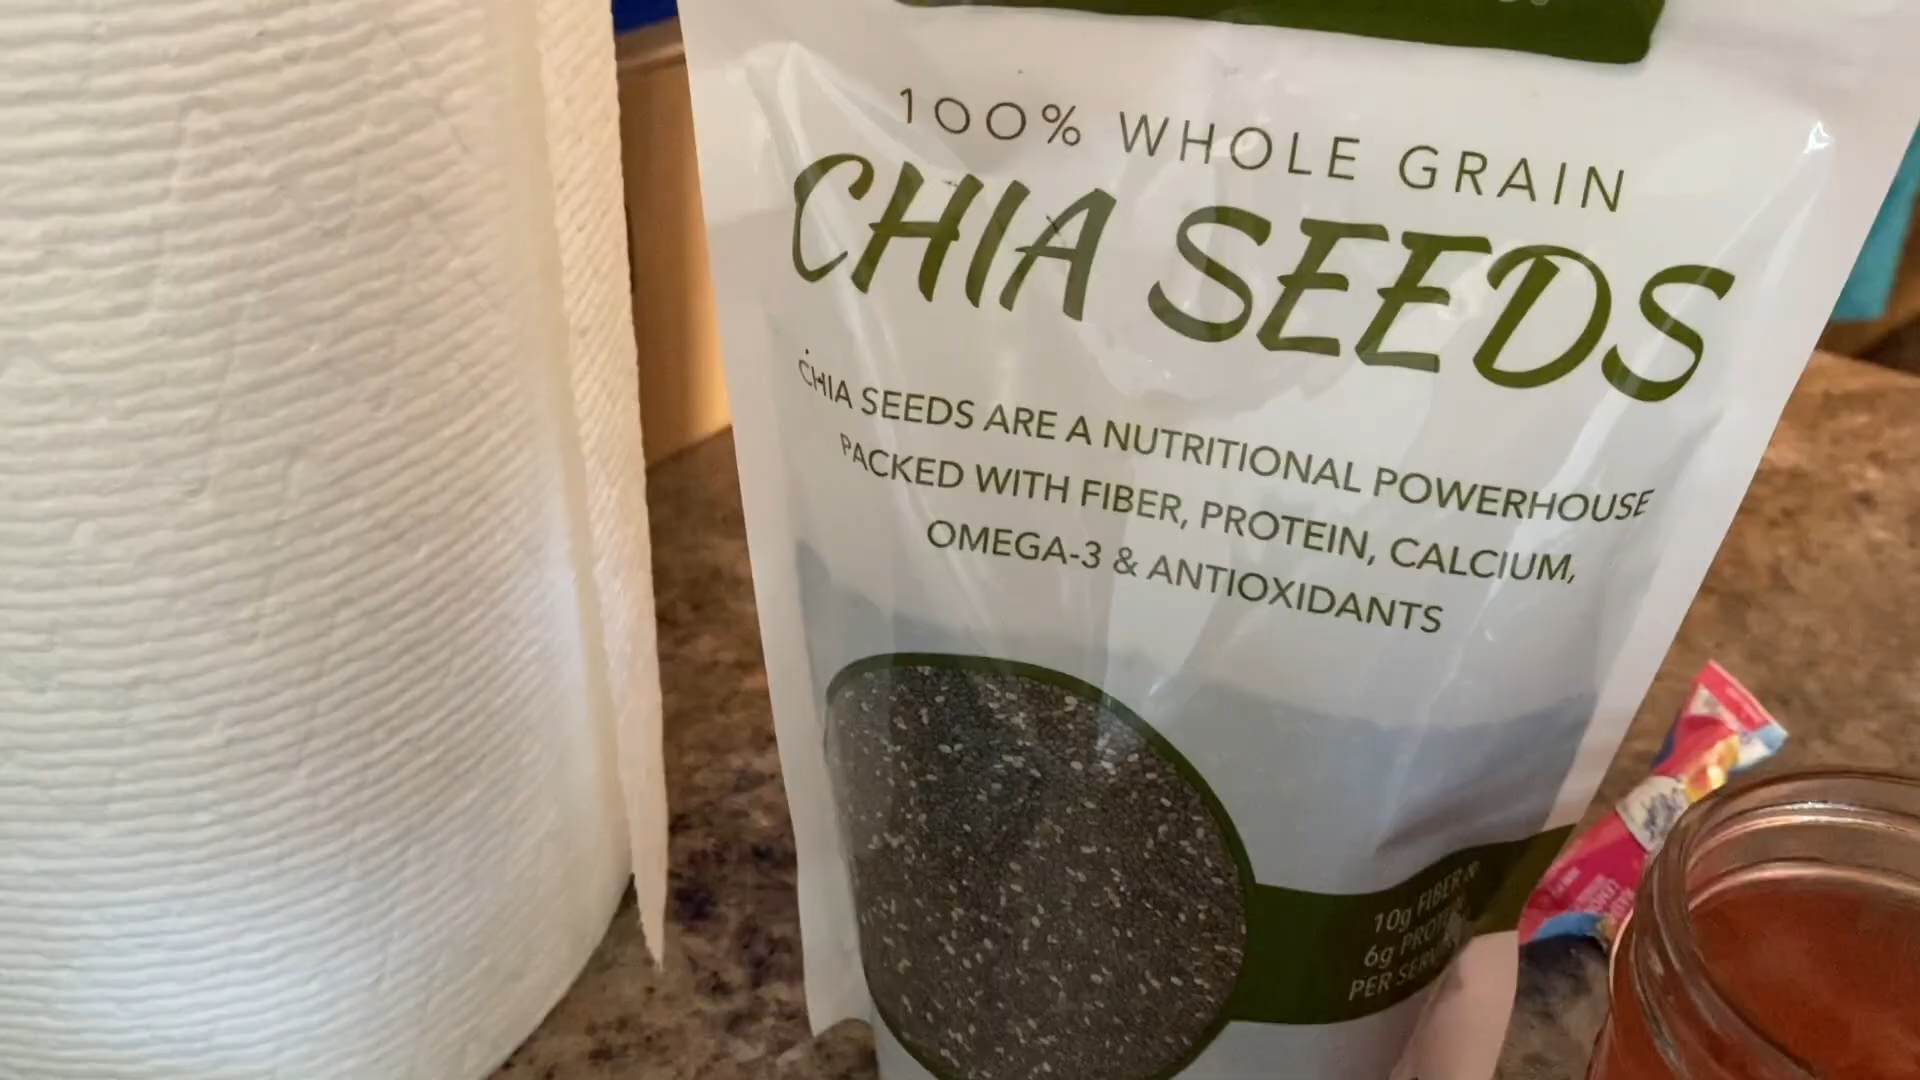 100% WHOLE GRAIN
CHIA SEEDS
CHIA SEEDS ARE A NUTRITIONAL POWERHOUSE
PACKED WITH FIBER, PROTEIN, CALCIUM,
OMEGA-3 & ANTIOXIDANTS
10g FIBER &
6g
PER